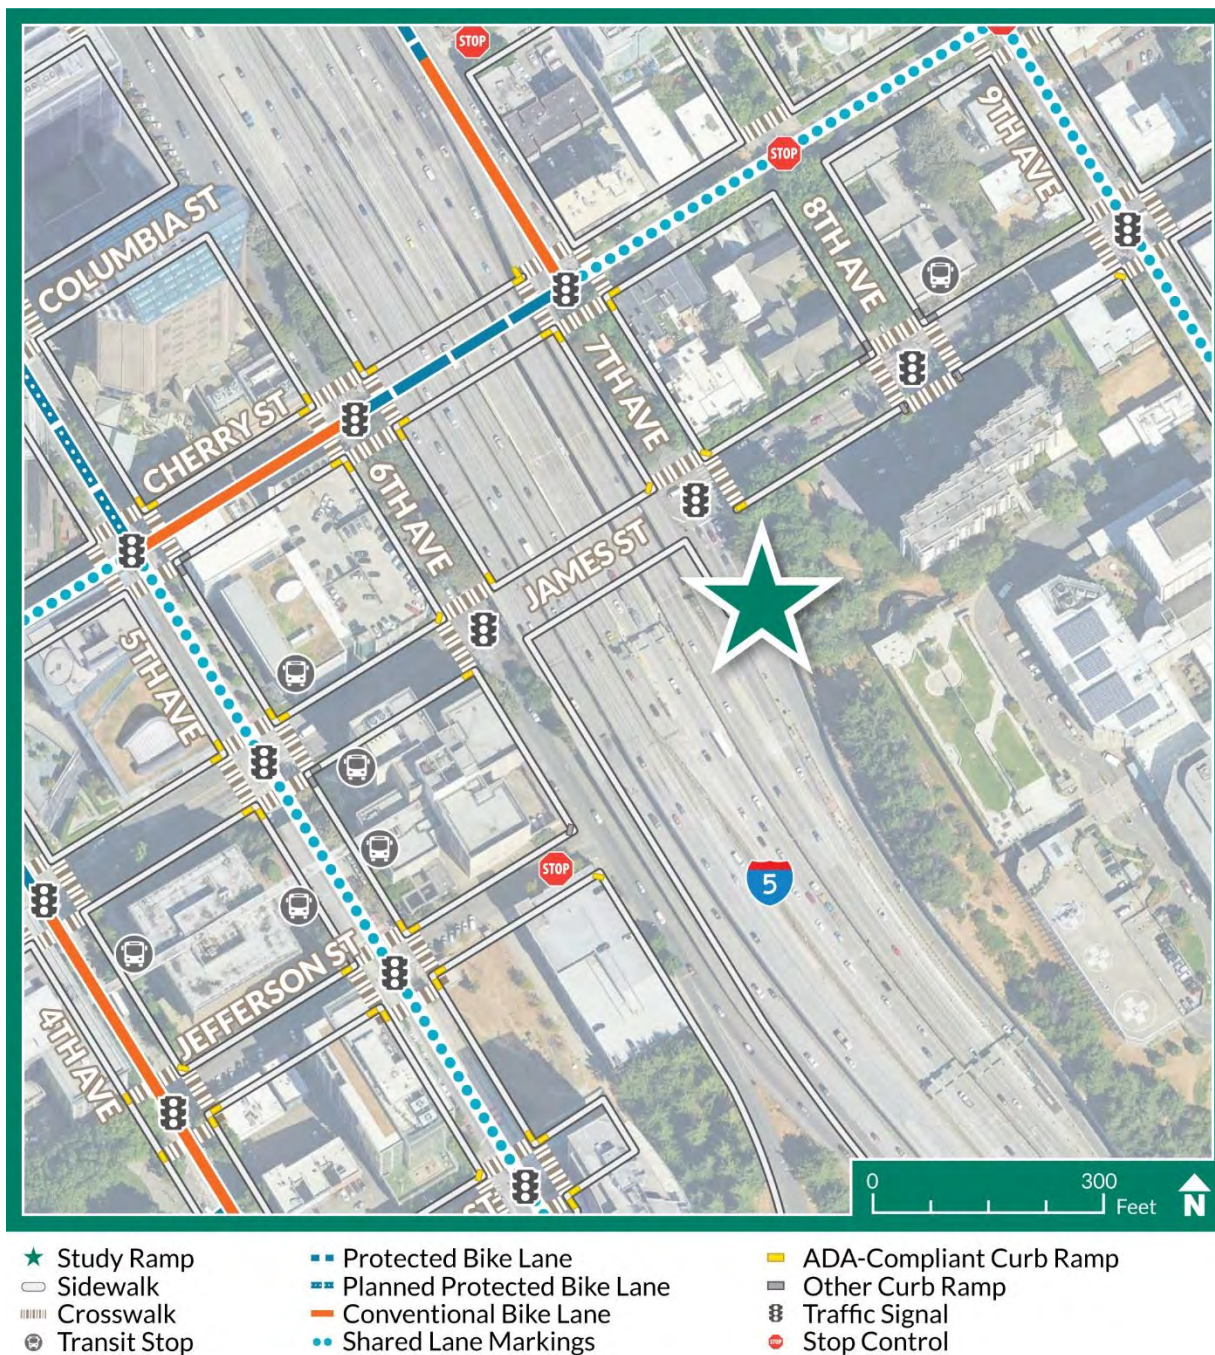 STOP
9TH AVE
STOP
COLUMBIA ST
8TH AVE
7TH AVE
CHERRY ST
6TH AVE
JAMES ST
5TH AVE
STOP
5
JEFFERSON ST
4TH AVE
ST
0 300
Feet N
Study Ramp
Sidewalk
Crosswalk
Transit Stop
Protected Bike Lane
Planned Protected Bike Lane
Conventional Bike Lane
Shared Lane Markings
ADA-Compliant Curb Ramp
Other Curb Ramp
Traffic Signal
STOP Stop Control